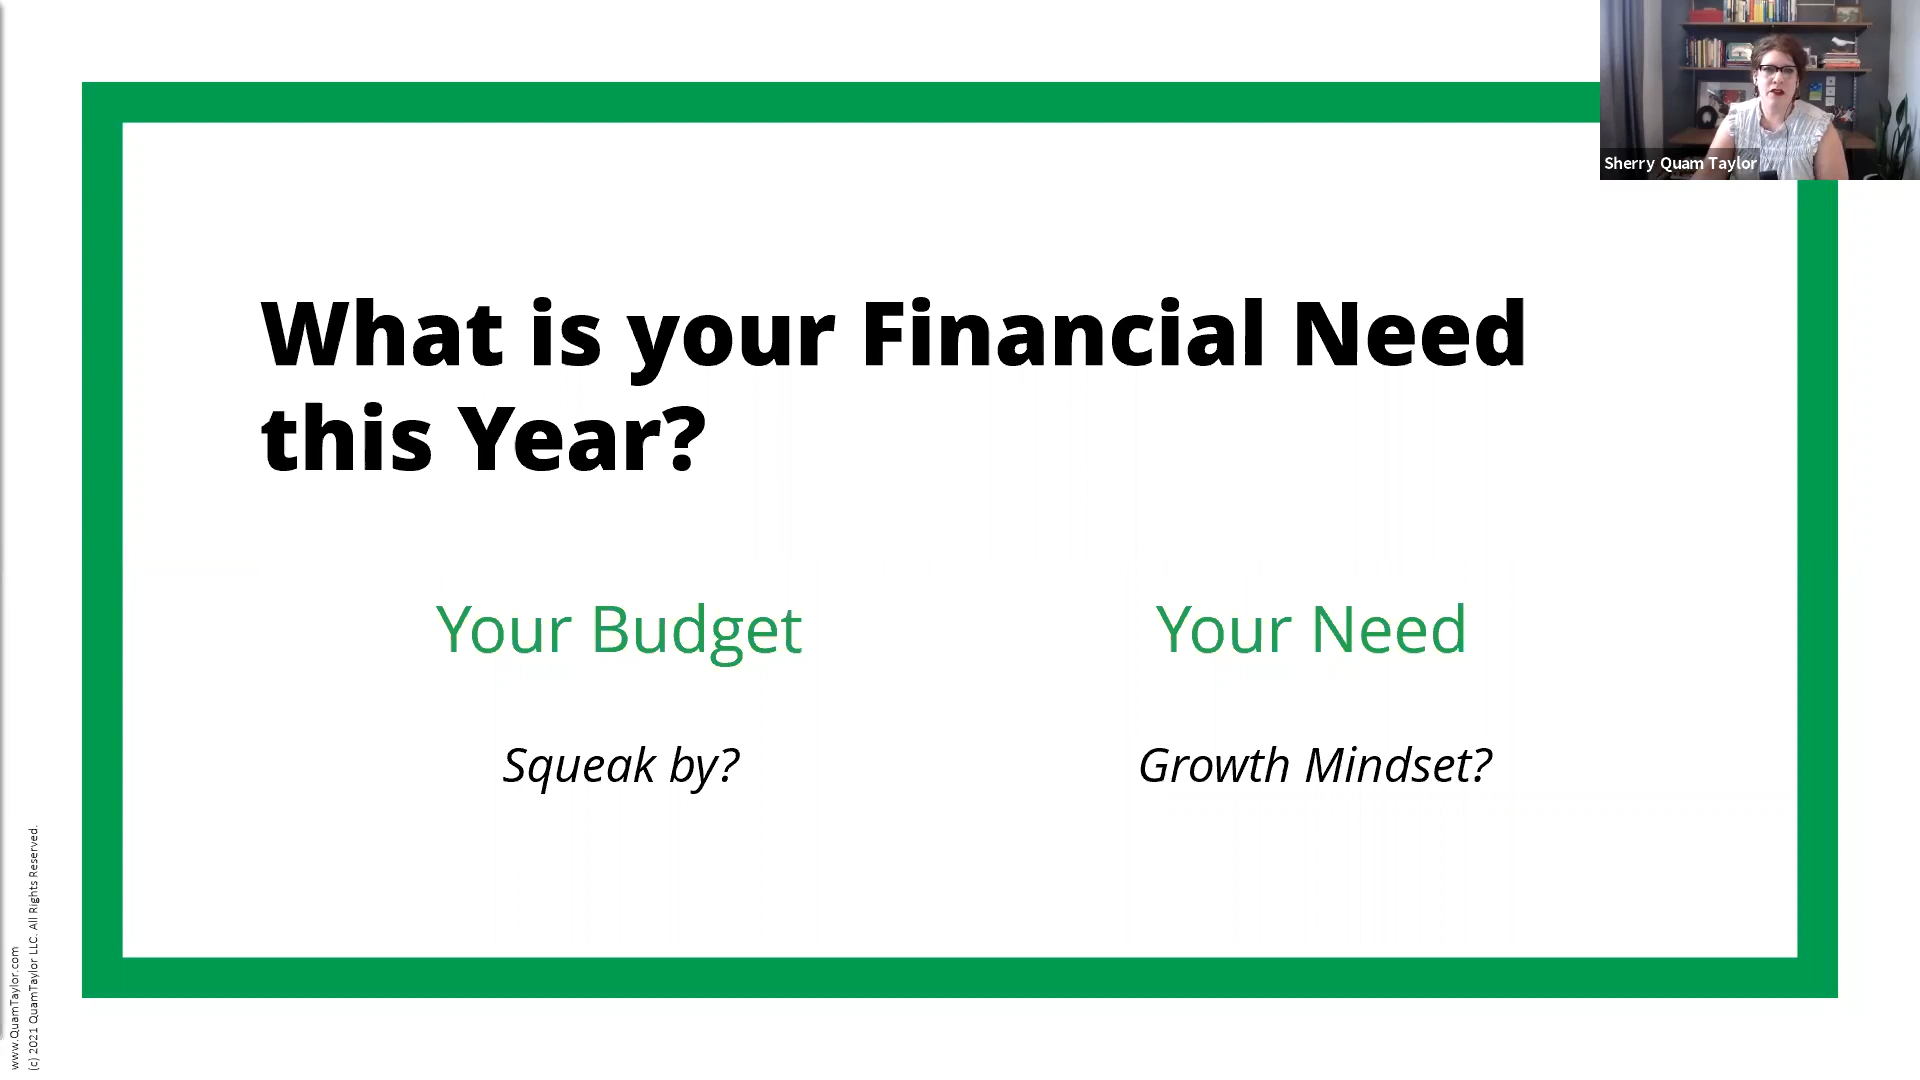 Sherry Quam Taylor
What is your Financial Need
this Year?
Your Budget
Your Need
Squeak by?
Growth Mindset?
www.QuamTaylor.com
(c) 2021 QuamTaylor LLC. All Rights Reserved.